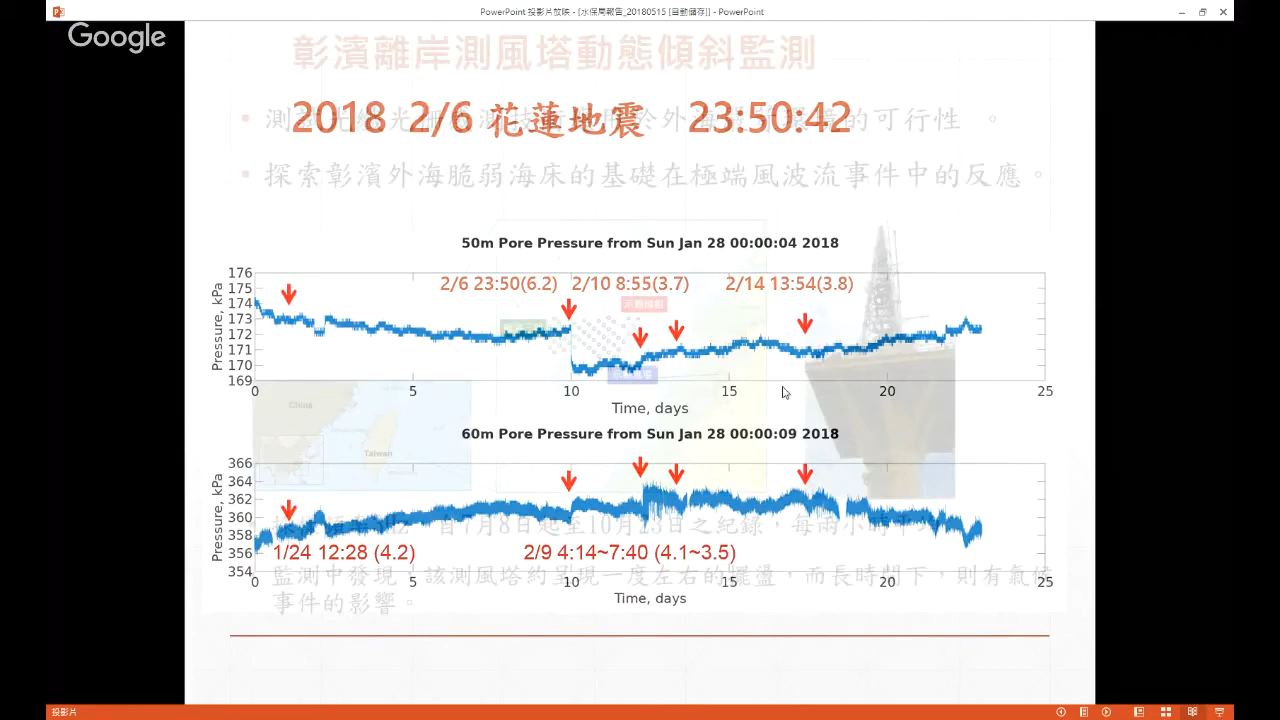 PowerPoint 投影片放映 - [水保局報告_20180515 [自動儲存]] - PowerPoint
Google
彰濱離岸測風塔動態傾斜監測
2018 2/6 花蓮地震 23:50:42
的可行性。
探索彰濱外海脆弱海床的基礎在極端風波流事件中的反應。
50m Pore Pressure from Sun Jan 28 00:00:04 2018
2/6 23:50(6.2) 2/10 8:55(3.7) 2/14 13:54(3.8)
Pressure, kPa
176
175
174
173
172
171
170
169
0 5 10 15 20 25
Time, days
China
Taiwan
60m Pore Pressure from Sun Jan 28 00:00:09 2018
Pressure, kPa
366
364
362
360
358
356
354
1/24 12:28 (4.2) 2/9 4:14~7:40 (4.1~3.5)
0 5 10 15 20 25
Time, days
監測中發現，該測風塔約呈現一度左右的擺盪，而長時間下，則有氣候
事件的影響。
投影片